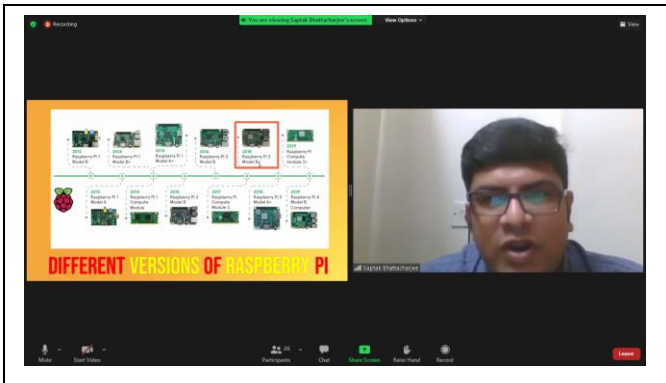 Recording
You are viewing Saptak Bhattacharjee's screen
View Options
View
2012
Raspberry Pi 1
Model B
2014
Raspberry Pi 1
Model B+
2014
Raspberry Pi 1
Model A+
2016
Raspberry Pi 3
Model B
2018
Raspberry Pi 3
Model B+
2019
Raspberry Pi
Compute
module 3+
2013
Raspberry Pi 1
Model A
2014
Raspberry Pi 1
Compute
Module
2015
Raspberry Pi 2
Model B
2017
Raspberry Pi
Compute
Module 3
2018
Raspberry Pi 3
Model A+
2019
Raspberry Pi 4
Model B
Computer
DIFFERENT VERSIONS OF RASPBERRY PI
Saptak Bhattacharjee
Mute
Start Video
26
Participants
Chat
Share Screen
Raise Hand
Record
Leave